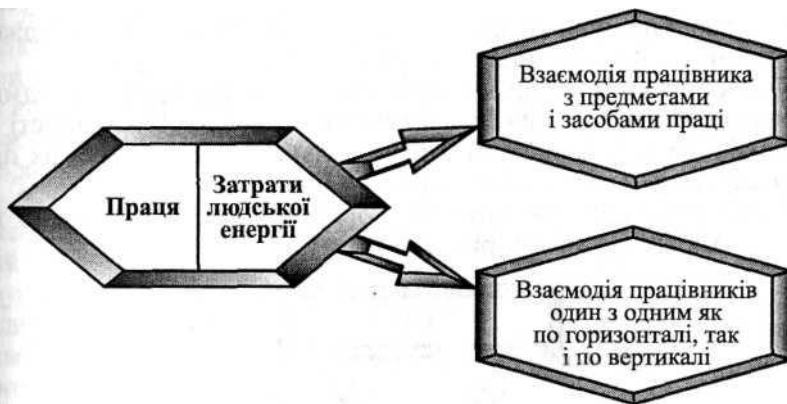 Праця
Затрати
людської
енергії
Взаємодія працівника
з предметами
і засобами праці
Взаємодія працівників
один з одним як
по горизонталі, так
і по вертикалі